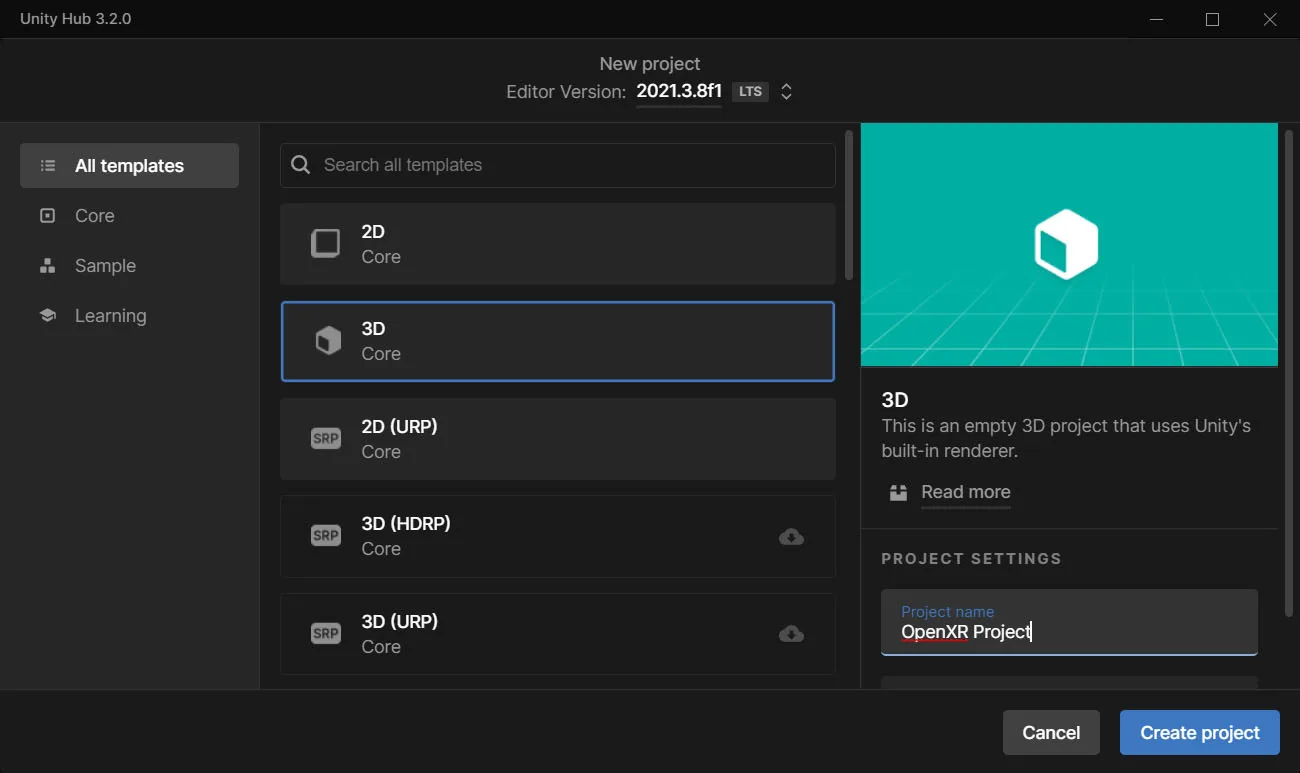 Unity Hub 3.2.0
New project
Editor Version: 2021.3.8f1 LTS
All templates
Core
Sample
Learning
Search all templates
2D
Core
3D
Core
SRP
2D (URP)
Core
SRP
3D (HDRP)
Core
SRP
3D (URP)
Core
3D
This is an empty 3D project that uses Unity's
built-in renderer.
Read more
PROJECT SETTINGS
Project name
OpenXR Project
Cancel
Create project